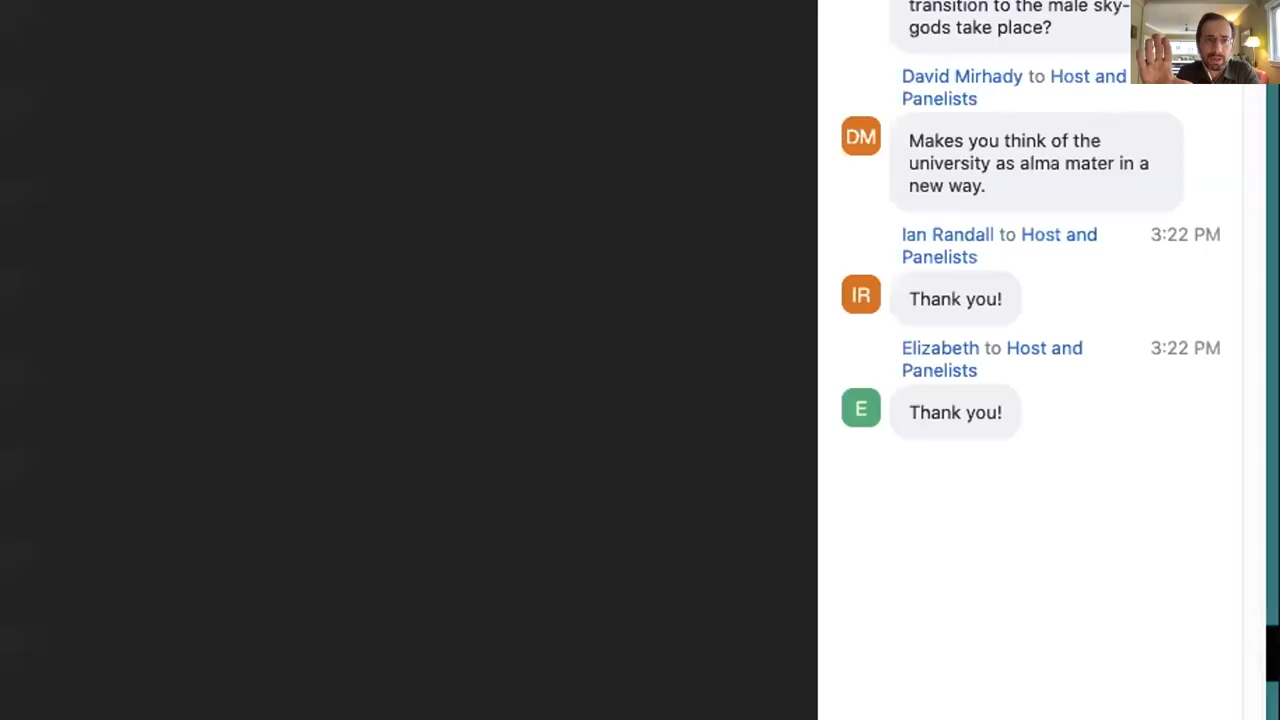 transition to the male sky-
gods take place?
David Mirhady to Host and
Panelists
DM
Makes you think of the
university as alma mater in a
new way.
Ian Randall to Host and
Panelists
3:22 PM
IR
Thank you!
Elizabeth to Host and
Panelists
3:22 PM
E
Thank you!